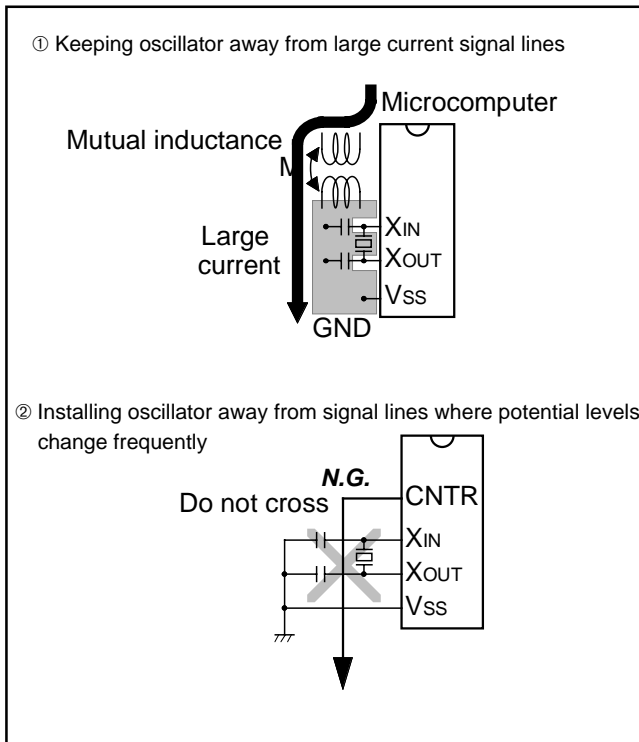 ① Keeping oscillator away from large current signal lines
Microcomputer
Mutual inductance
M
XIN
Large
current
XOUT
VSS
GND
② Installing oscillator away from signal lines where potential levels
change frequently
N.G.
Do not cross
CNTR
XIN
XOUT
VSS